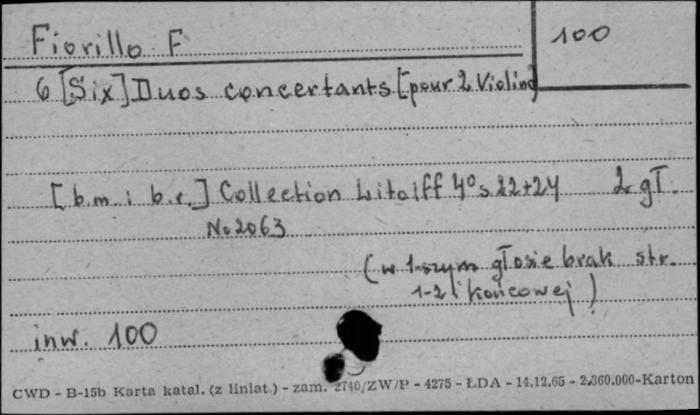 Fiorillo F 100
6 [Six] Duos concertants [pour 2 Violins]
[b.m. i b.r.] Collection Litolff 4° s 22+24 2 gł.
No 2063
(w 1-szym głosie brak str.
1-2 i końcowej)
inw. 100
CWD - B-15b Karta katal. (z liniat.) - zam. 2740/ZW/P - 4275 - ŁDA - 14.12.65 - 2.360.000-Karton